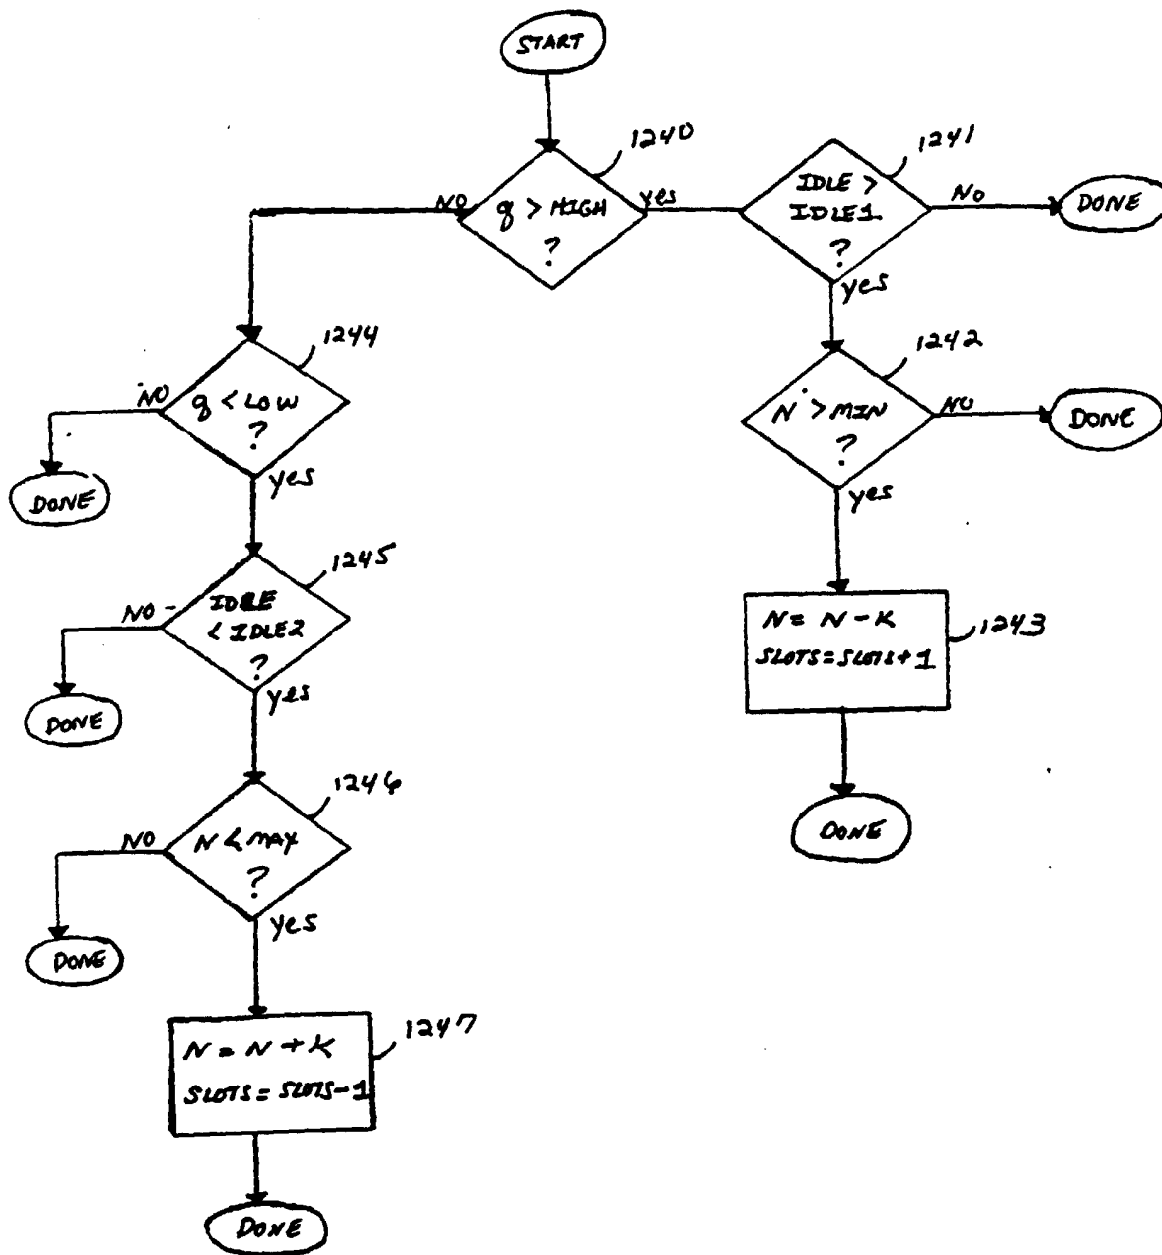 START
1240
NO
q > HIGH
?
yes
1241
IDLE >
IDLE1
?
NO
DONE
yes
1242
N > MIN
?
NO
DONE
yes
N = N - K
SLOTS = SLOTS + 1
1243
DONE
1244
NO
q < LOW
?
DONE
yes
1245
NO
IDLE
< IDLE2
?
DONE
yes
1246
NO
N < MAX
?
DONE
yes
1247
N = N + K
SLOTS = SLOTS - 1
DONE